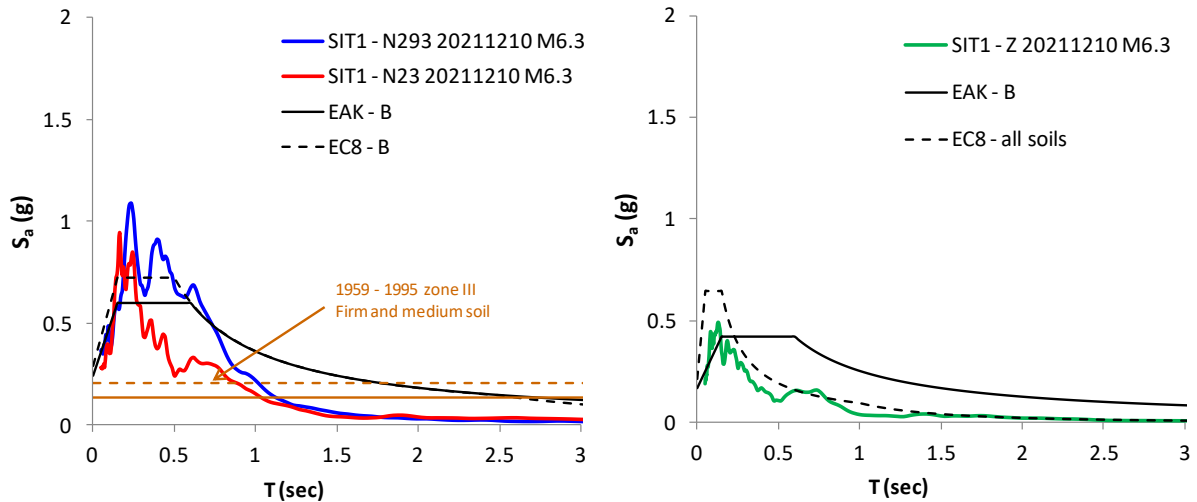 2
1.5
1
0.5
0
Sa (g)
SIT1 - N293 20211210 M6.3
SIT1 - N23 20211210 M6.3
EAK - B
EC8 - B
1959 - 1995 zone III
Firm and medium soil
0 0.5 1 1.5 2 2.5 3
T (sec)
2
1.5
1
0.5
0
Sa (g)
SIT1 - Z 20211210 M6.3
EAK - B
EC8 - all soils
0 0.5 1 1.5 2 2.5 3
T (sec)